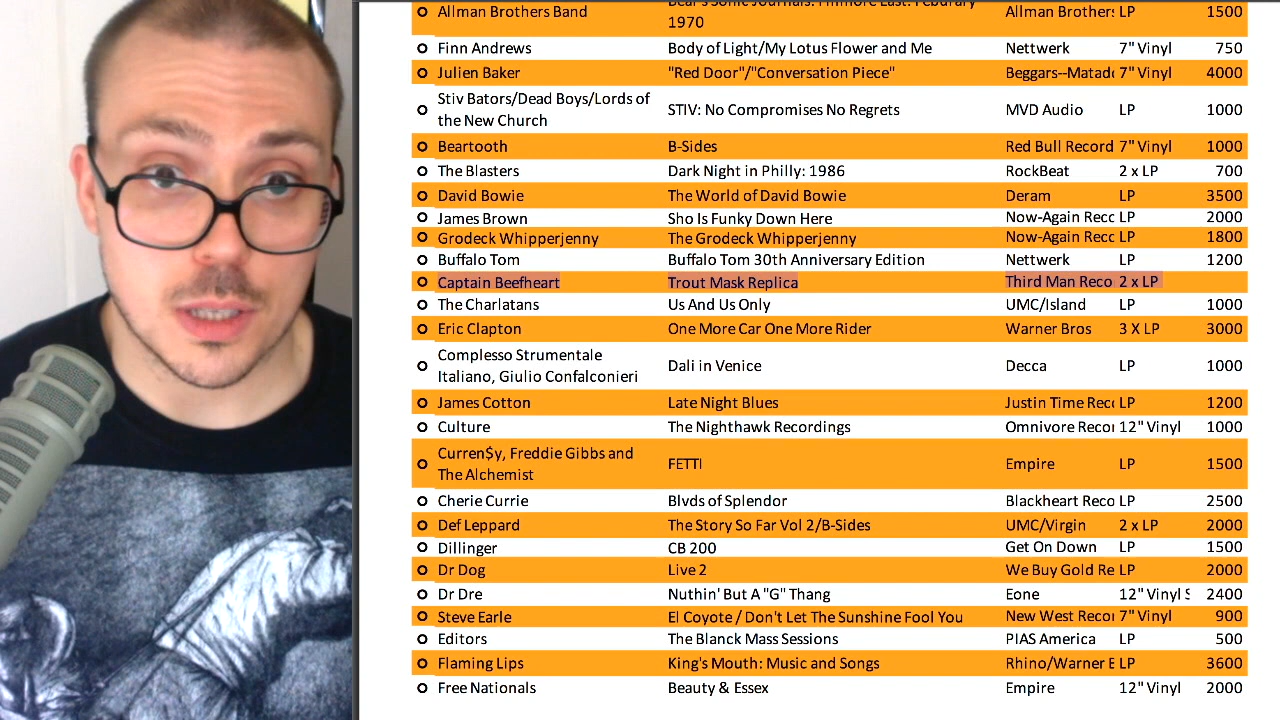 Allman Brothers Band Bear's Sonic Journals: Fillmore East. Feburary 1970 Allman Brothers LP 1500
Finn Andrews Body of Light/My Lotus Flower and Me Nettwerk 7" Vinyl 750
Julien Baker "Red Door"/"Conversation Piece" Beggars--Matado 7" Vinyl 4000
Stiv Bators/Dead Boys/Lords of the New Church STIV: No Compromises No Regrets MVD Audio LP 1000
Beartooth B-Sides Red Bull Record 7" Vinyl 1000
The Blasters Dark Night in Philly: 1986 RockBeat 2 x LP 700
David Bowie The World of David Bowie Deram LP 3500
James Brown Sho Is Funky Down Here Now-Again Reco LP 2000
Grodeck Whipperjenny The Grodeck Whipperjenny Now-Again Reco LP 1800
Buffalo Tom Buffalo Tom 30th Anniversary Edition Nettwerk LP 1200
Captain Beefheart Trout Mask Replica Third Man Reco 2 x LP
The Charlatans Us And Us Only UMC/Island LP 1000
Eric Clapton One More Car One More Rider Warner Bros 3 X LP 3000
Complesso Strumentale Italiano, Giulio Confalconieri Dali in Venice Decca LP 1000
James Cotton Late Night Blues Justin Time Reco LP 1200
Culture The Nighthawk Recordings Omnivore Recor 12" Vinyl 1000
Curren$y, Freddie Gibbs and The Alchemist FETTI Empire LP 1500
Cherie Currie Blvds of Splendor Blackheart Reco LP 2500
Def Leppard The Story So Far Vol 2/B-Sides UMC/Virgin 2 x LP 2000
Dillinger CB 200 Get On Down LP 1500
Dr Dog Live 2 We Buy Gold Re LP 2000
Dr Dre Nuthin' But A "G" Thang Eone 12" Vinyl S 2400
Steve Earle El Coyote / Don't Let The Sunshine Fool You New West Recor 7" Vinyl 900
Editors The Blanck Mass Sessions PIAS America LP 500
Flaming Lips King's Mouth: Music and Songs Rhino/Warner B LP 3600
Free Nationals Beauty & Essex Empire 12" Vinyl 2000